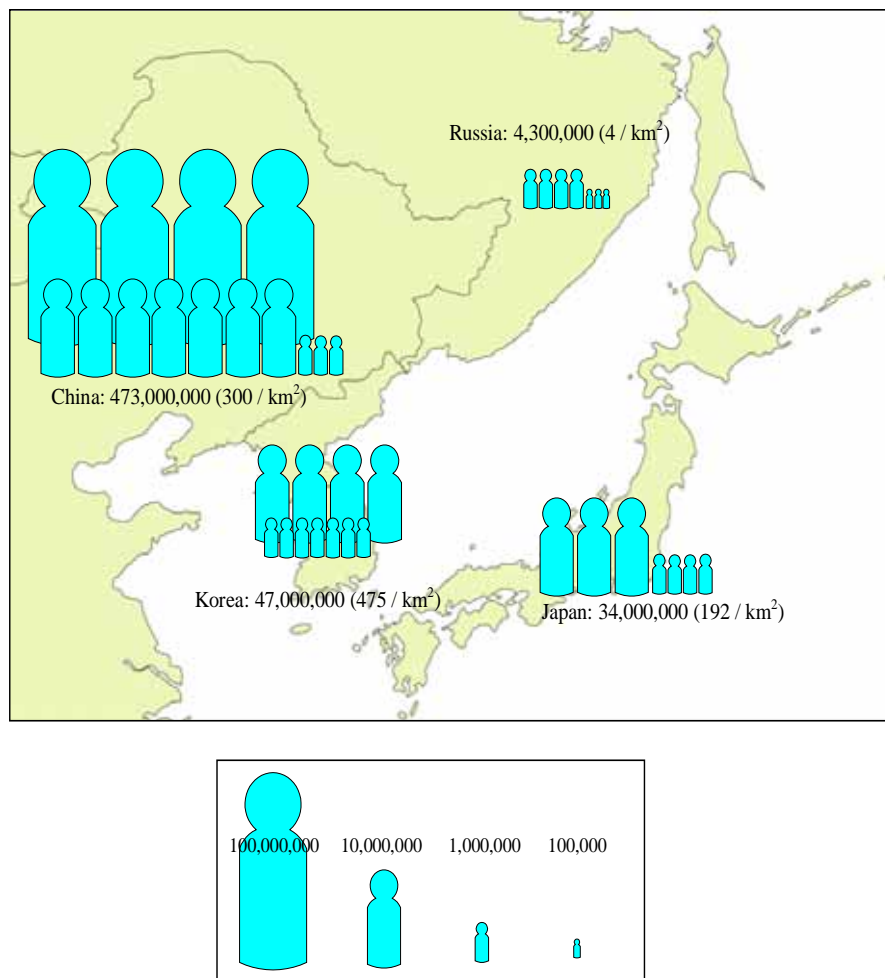 Russia: 4,300,000 (4 / km²)
China: 473,000,000 (300 / km²)
Korea: 47,000,000 (475 / km²)
Japan: 34,000,000 (192 / km²)
100,000,000 10,000,000 1,000,000 100,000